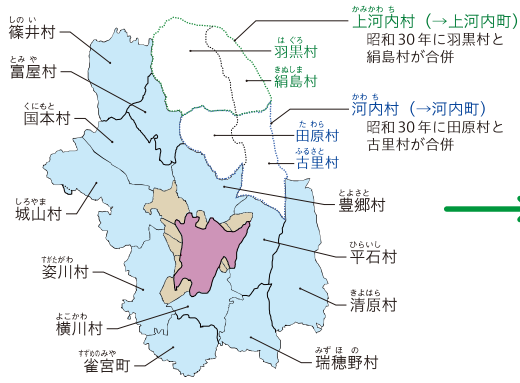 しの い
篠井村
とみ や
富屋村
くにもと
国本村
しろやま
城山村
すがたがわ
姿川村
よこかわ
横川村
すずめのみや
雀宮町
かみかわ ち
上河内村（→上河内町）
昭和30年に羽黒村と
絹島村が合併
は ぐろ
羽黒村
きぬしま
絹島村
かわ ち
河内村（→河内町）
昭和30年に田原村と
古里村が合併
た わら
田原村
ふるさと
古里村
とよさと
豊郷村
ひらいし
平石村
きよはら
清原村
みず ほ の
瑞穂野村